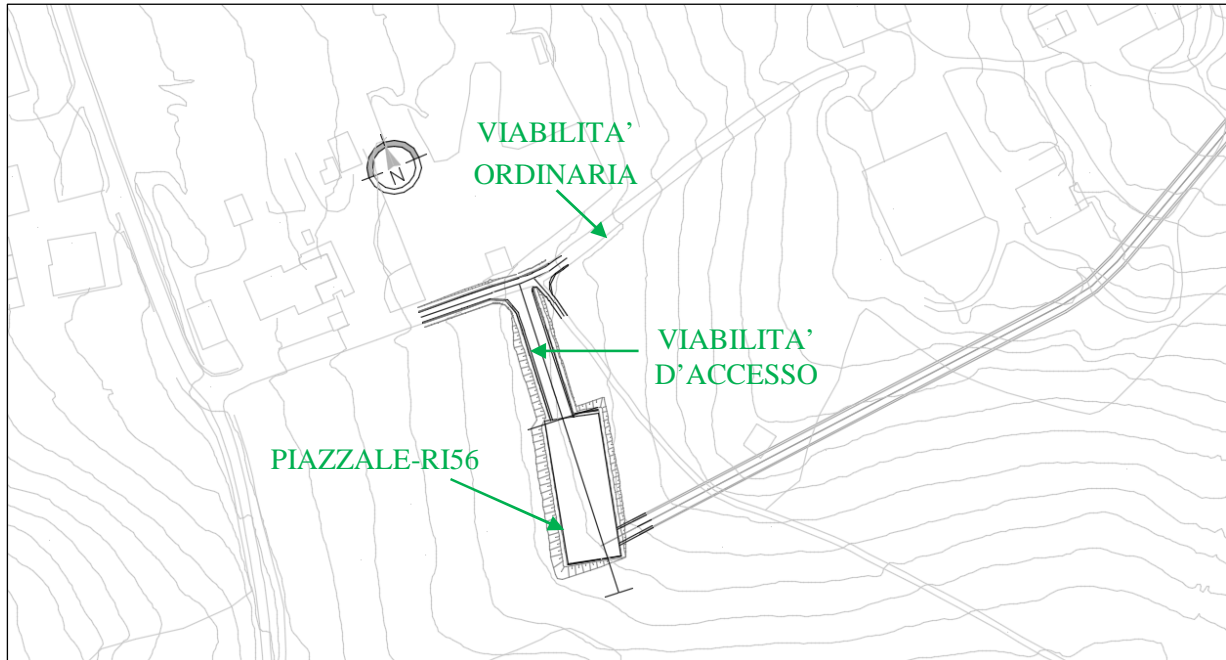 VIABILITA’
ORDINARIA
N
VIABILITA’
D’ACCESSO
PIAZZALE-RI56